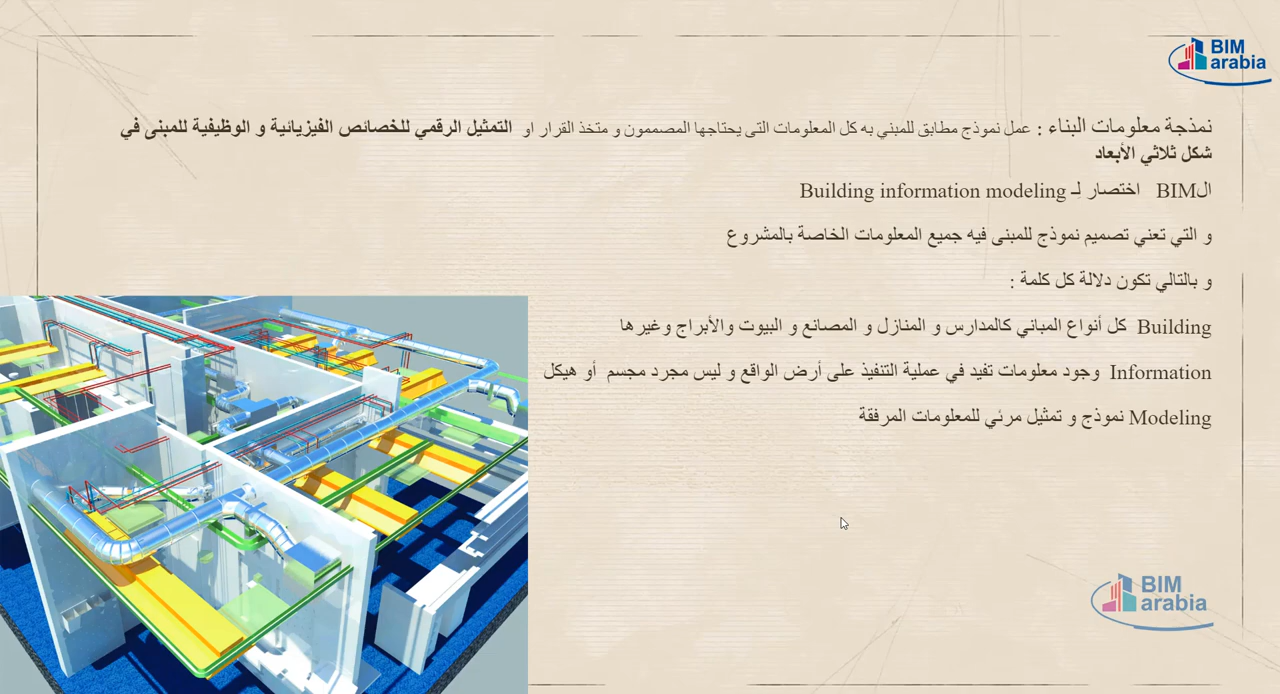 BIM
arabia
نمذجة معلومات البناء : عمل نموذج مطابق للمبني به كل المعلومات التى يحتاجها المصممون و متخذ القرار او التمثيل الرقمي للخصائص الفيزيائية و الوظيفية للمبنى في
شكل ثلاثي الأبعاد
الBIM اختصار لـ Building information modeling
و التي تعني تصميم نموذج للمبنى فيه جميع المعلومات الخاصة بالمشروع
و بالتالي تكون دلالة كل كلمة :
Building كل أنواع المباني كالمدارس و المنازل و المصانع و البيوت والأبراج وغيرها
Information وجود معلومات تفيد في عملية التنفيذ على أرض الواقع و ليس مجرد مجسم أو هيكل
Modeling نموذج و تمثيل مرئي للمعلومات المرفقة
BIM
arabia